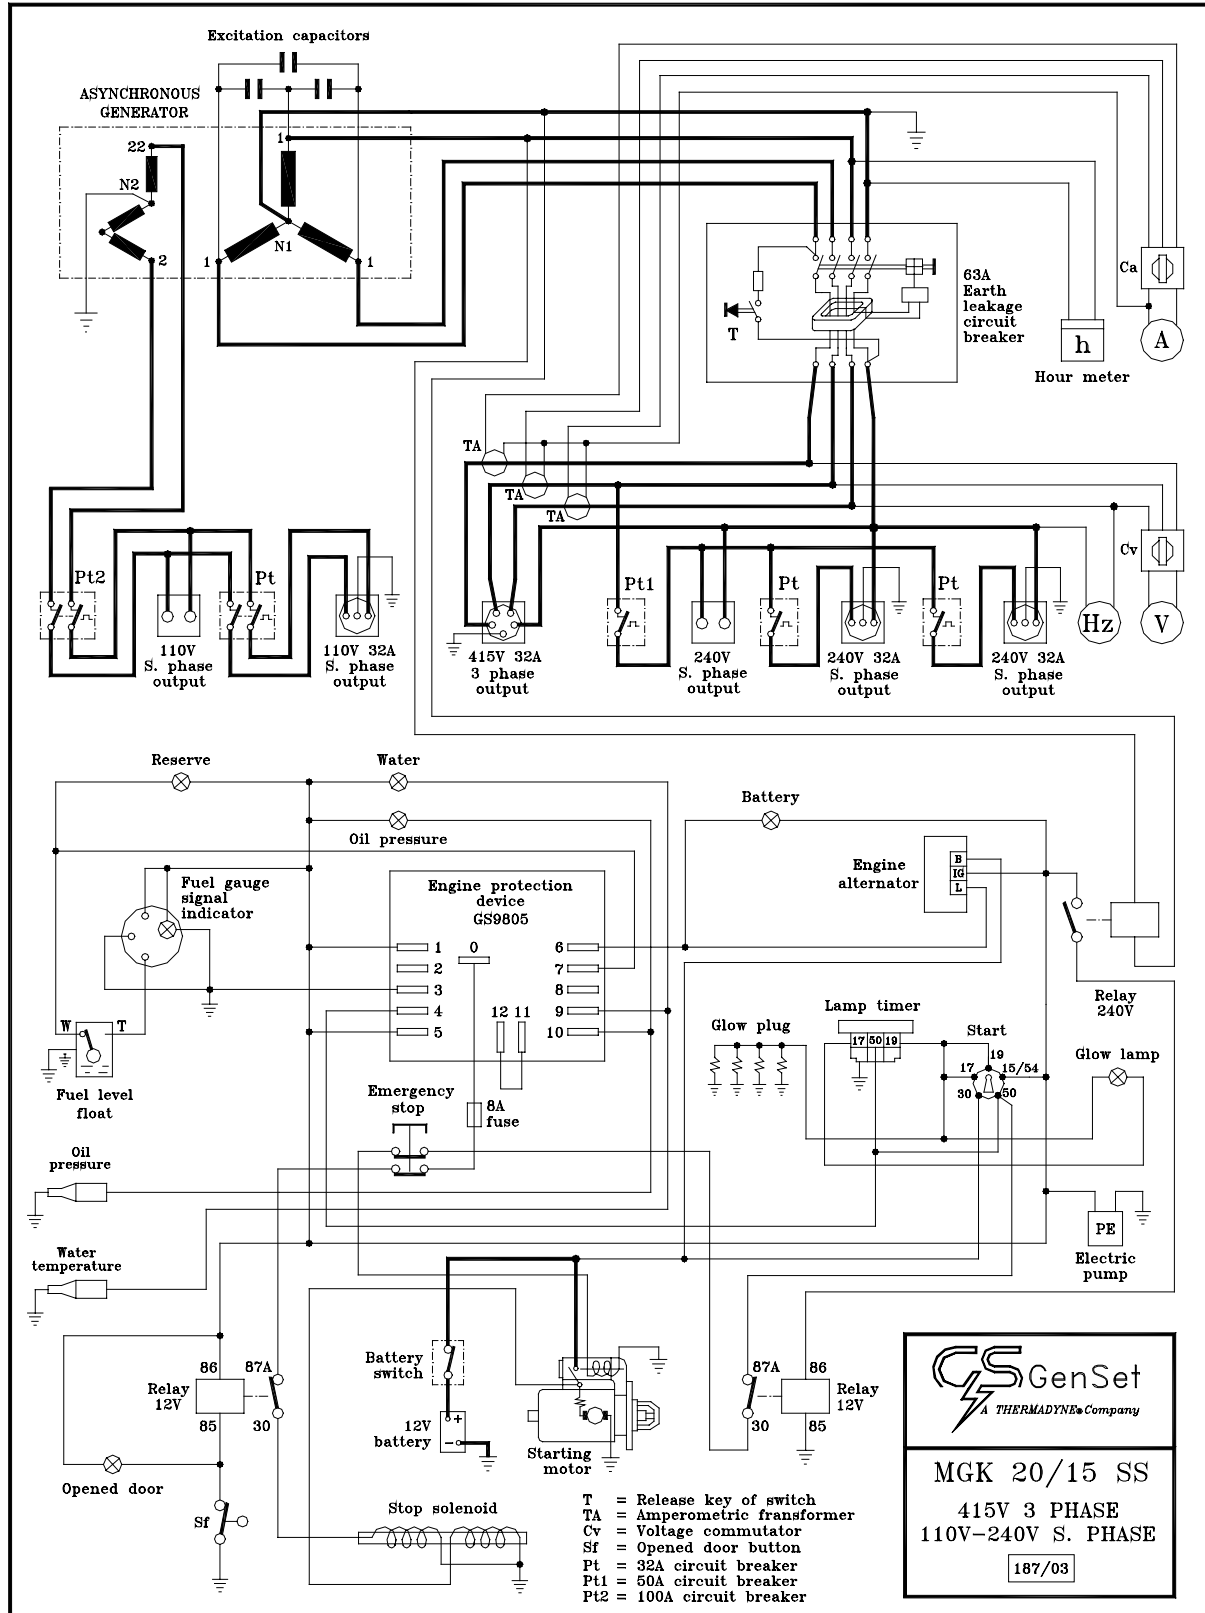 Excitation capacitors
ASYNCHRONOUS
GENERATOR
22
N2
2
1
N1
1
1
T
63A
Earth
leakage
circuit
breaker
Ca
A
h
Hour meter
TA
TA
TA
Cv
V
Hz
Pt2
Pt
Pt1
Pt
Pt
110V
S. phase
output
110V 32A
S. phase
output
415V 32A
3 phase
output
240V
S. phase
output
240V 32A
S. phase
output
240V 32A
S. phase
output
Reserve
Water
Oil pressure
Battery
Fuel gauge
signal
indicator
Engine protection
device
GS9805
0
1
2
3
4
5
6
7
8
9
10
12 11
Engine
alternator
B
IG
L
Relay
240V
W
T
Fuel level
float
Emergency
stop
8A
fuse
Glow plug
Lamp timer
17 50 19
Start
19
17
15/54
30
50
Glow lamp
Oil
pressure
Water
temperature
PE
Electric
pump
86
87A
Relay
12V
85
30
Opened door
Sf
Battery
switch
12V
battery
+
−
Starting
motor
Stop solenoid
87A
86
Relay
12V
30
85
T = Release key of switch
TA = Amperometric fransformer
Cv = Voltage commutator
Sf = Opened door button
Pt = 32A circuit breaker
Pt1 = 50A circuit breaker
Pt2 = 100A circuit breaker
GS GenSet
A THERMADYNE® Company
MGK 20/15 SS
415V 3 PHASE
110V–240V S. PHASE
187/03